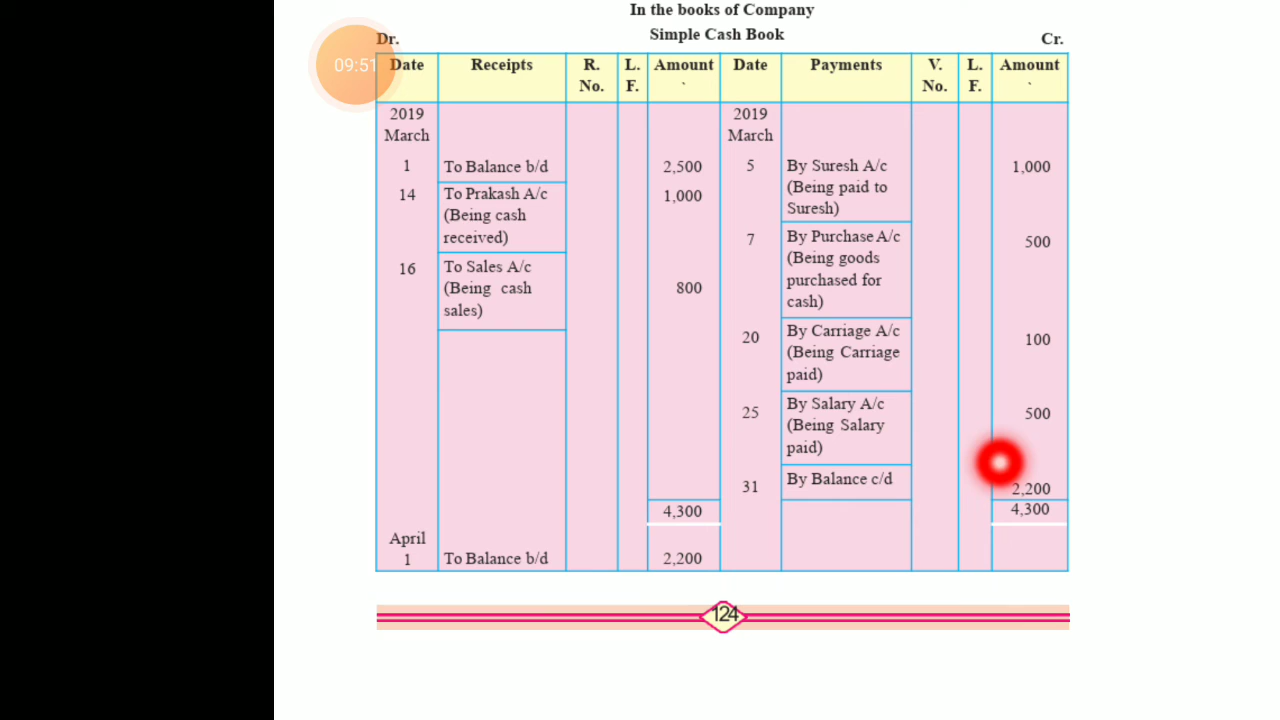 In the books of Company
Simple Cash Book
Dr. Cr.
09:51
Date Receipts R. No. L. F. Amount ` Date Payments V. No. L. F. Amount `
2019 March 2019 March
1 To Balance b/d 2,500 5 By Suresh A/c 1,000
(Being paid to
Suresh)
14 To Prakash A/c 1,000
(Being cash
received)
7 By Purchase A/c 500
(Being goods
purchased for
cash)
16 To Sales A/c
(Being cash 800
sales)
20 By Carriage A/c 100
(Being Carriage
paid)
25 By Salary A/c 500
(Being Salary
paid)
31 By Balance c/d 2,200
4,300 4,300
April
1 To Balance b/d 2,200
124